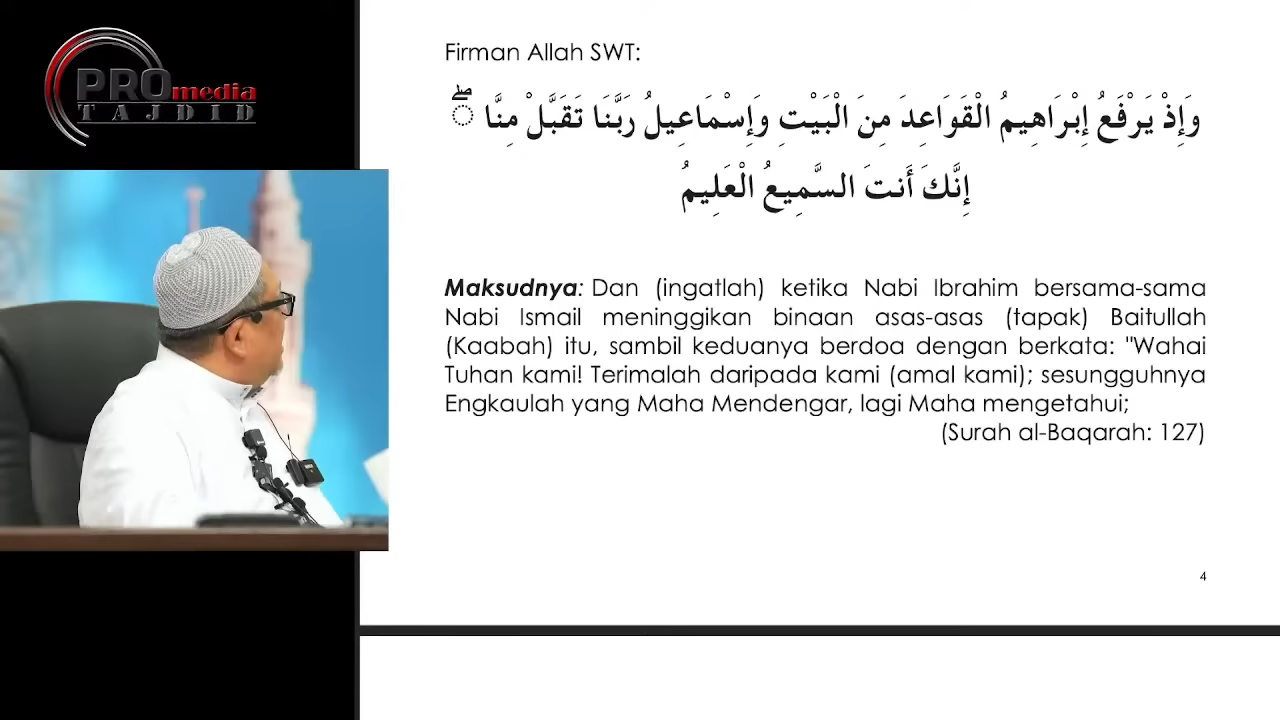 PROmedia
TAJDID
Firman Allah SWT:
وَإِذْ يَرْفَعُ إِبْرَاهِيمُ الْقَوَاعِدَ مِنَ الْبَيْتِ وَإِسْمَاعِيلُ رَبَّنَا تَقَبَّلْ مِنَّا ۖ
إِنَّكَ أَنتَ السَّمِيعُ الْعَلِيمُ
Maksudnya: Dan (ingatlah) ketika Nabi Ibrahim bersama-sama
Nabi Ismail meninggikan binaan asas-asas (tapak) Baitullah
(Kaabah) itu, sambil keduanya berdoa dengan berkata: "Wahai
Tuhan kami! Terimalah daripada kami (amal kami); sesungguhnya
Engkaulah yang Maha Mendengar, lagi Maha mengetahui;
(Surah al-Baqarah: 127)
4